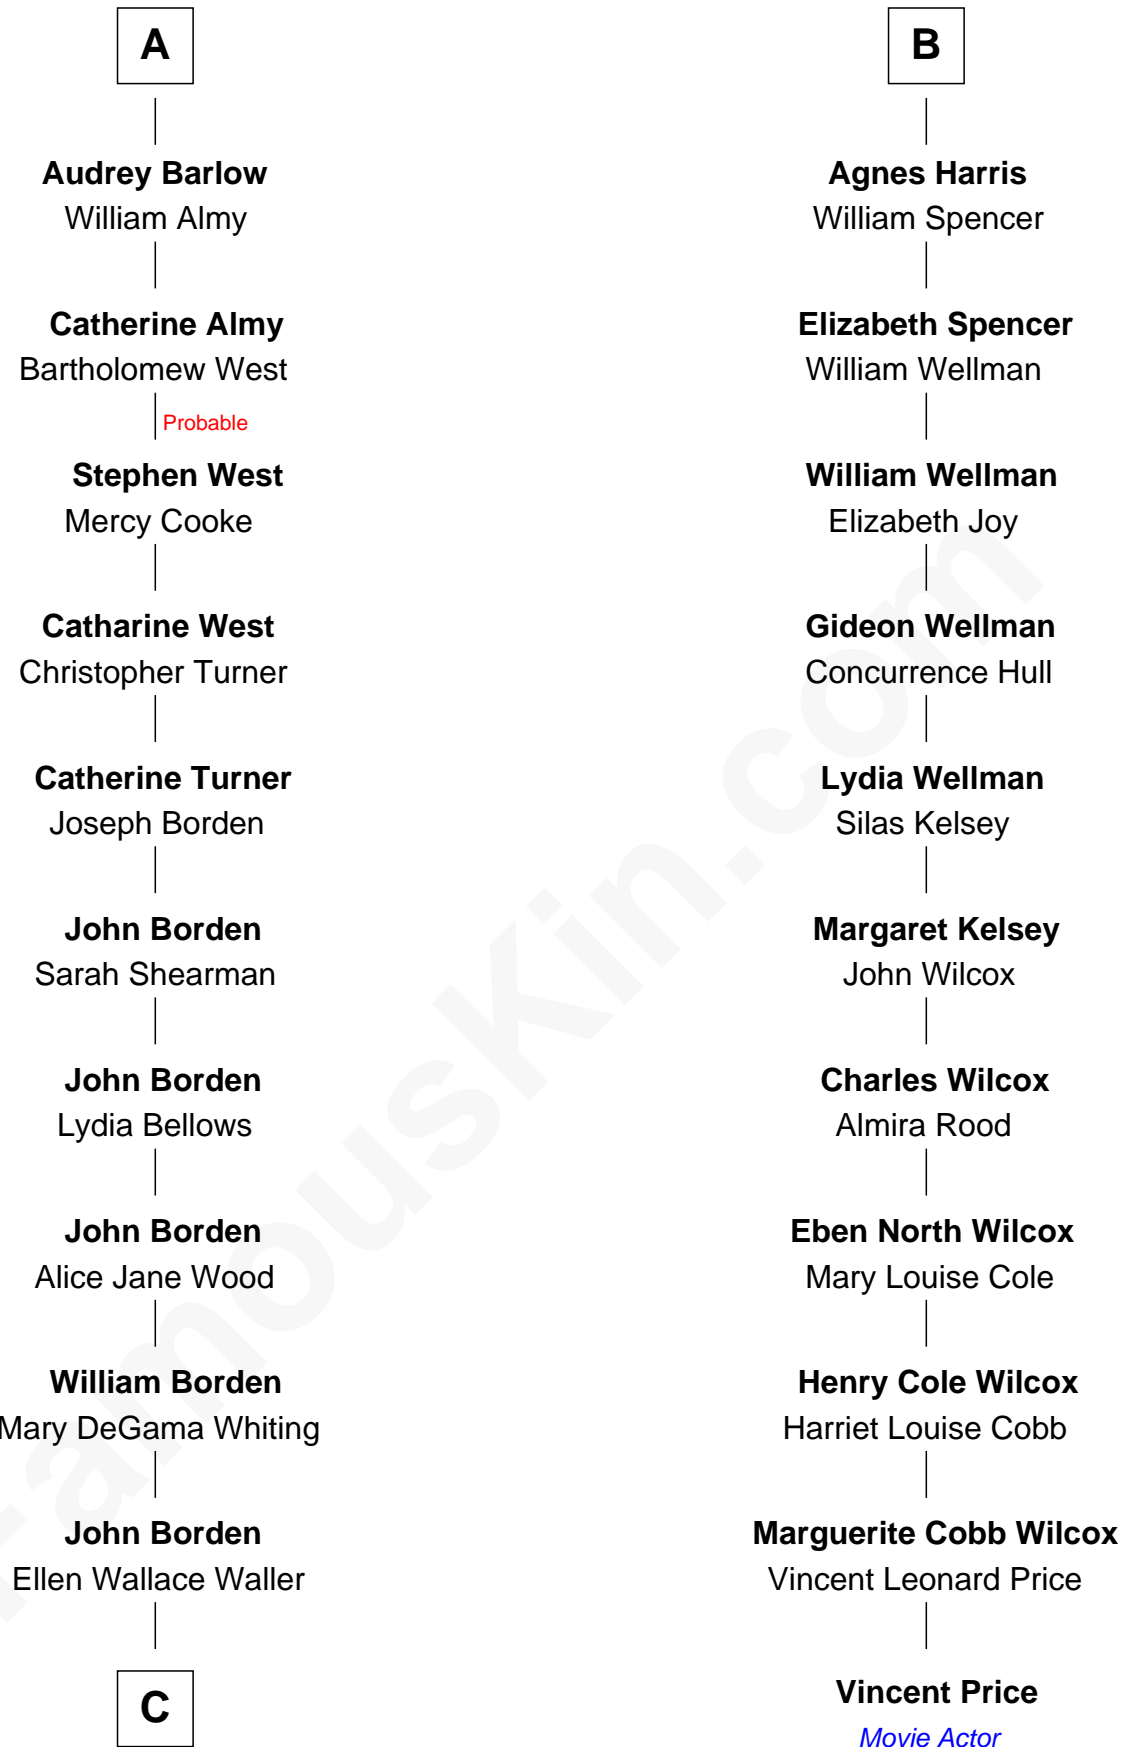 A
Audrey Barlow
William Almy
Catherine Almy
Bartholomew West
Probable
Stephen West
Mercy Cooke
Catharine West
Christopher Turner
Catherine Turner
Joseph Borden
John Borden
Sarah Shearman
John Borden
Lydia Bellows
John Borden
Alice Jane Wood
William Borden
Mary DeGama Whiting
John Borden
Ellen Wallace Waller
C
B
Agnes Harris
William Spencer
Elizabeth Spencer
William Wellman
William Wellman
Elizabeth Joy
Gideon Wellman
Concurrence Hull
Lydia Wellman
Silas Kelsey
Margaret Kelsey
John Wilcox
Charles Wilcox
Almira Rood
Eben North Wilcox
Mary Louise Cole
Henry Cole Wilcox
Harriet Louise Cobb
Marguerite Cobb Wilcox
Vincent Leonard Price
Vincent Price
Movie Actor
FamousKin.com